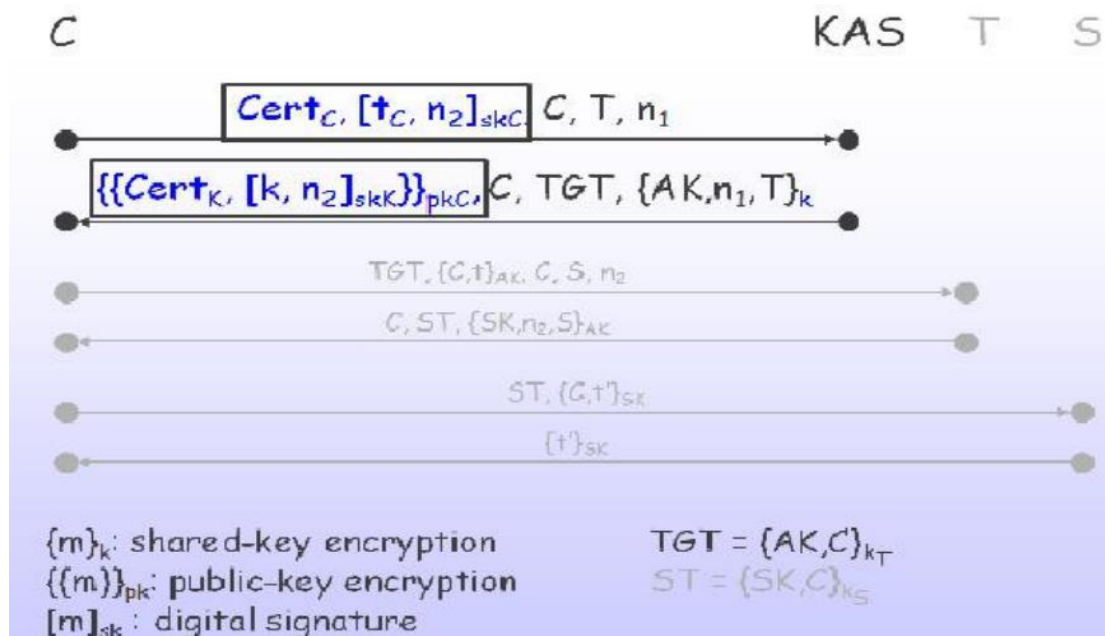 C KAS T S
Cert_C, [t_C, n_2]_skC, C, T, n_1
{{Cert_K, [k, n_2]_skK}}_pkC, C, TGT, {AK,n_1,T}_k
TGT, {C,t}_AK, C, S, n_2
C, ST, {SK,n_2,S}_AK
ST, {C,t'}_SK
{t'}_SK
{m}_k: shared-key encryption TGT = {AK,C}_k_T
{{m}}_pk: public-key encryption ST = {SK,C}_k_S
[m]_sk : digital signature